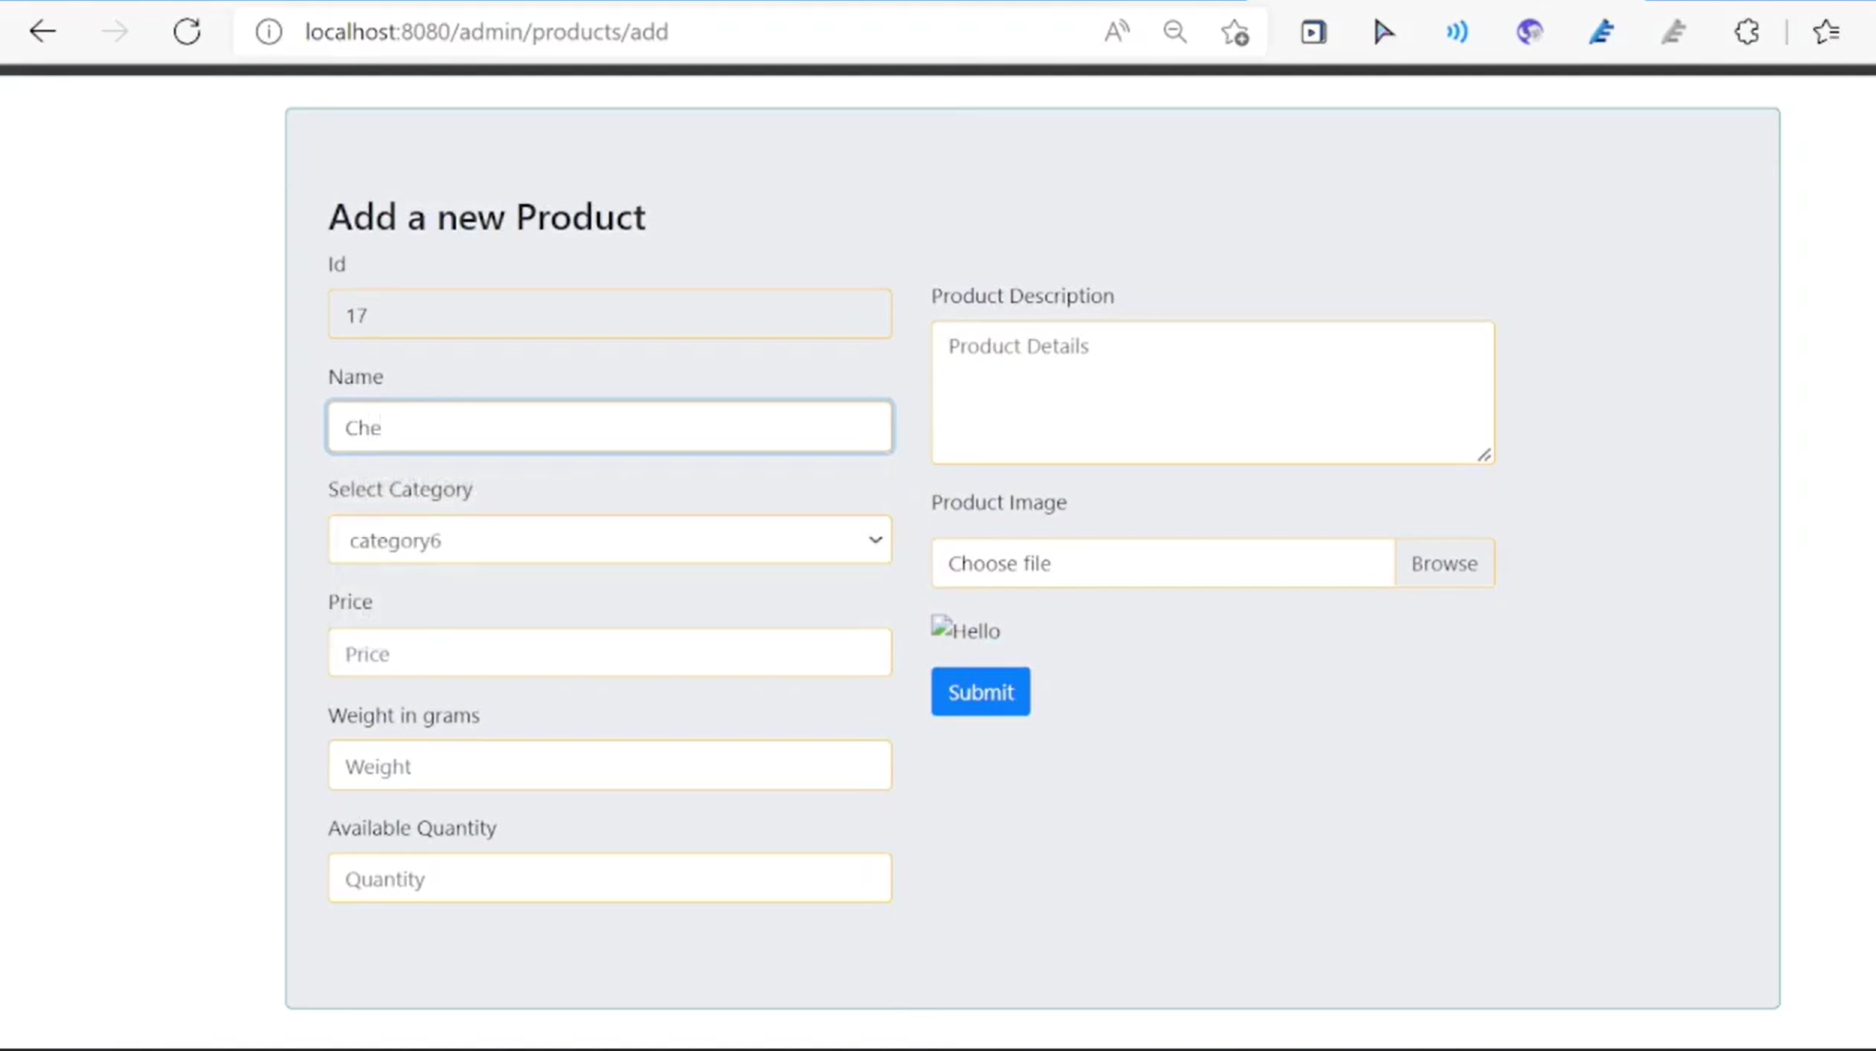 localhost:8080/admin/products/add
Add a new Product
Id
17
Name
Che
Select Category
category6
Price
Price
Weight in grams
Weight
Available Quantity
Quantity
Product Description
Product Details
Product Image
Choose file
Browse
Hello
Submit